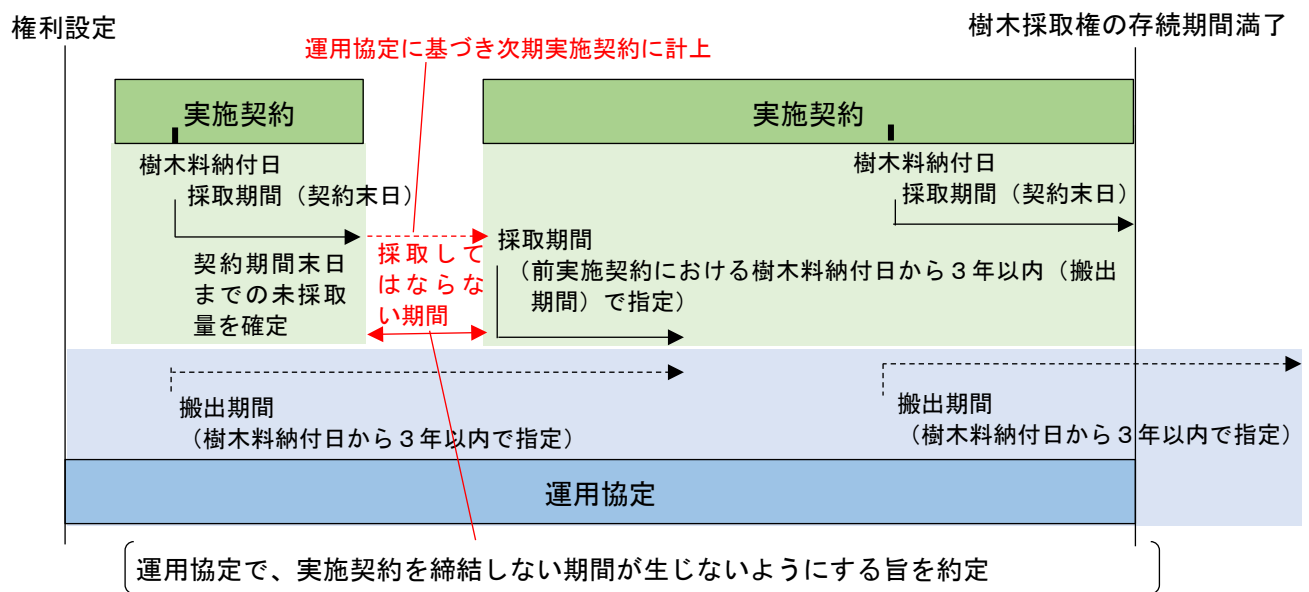 権利設定
樹木採取権の存続期間満了
運用協定に基づき次期実施契約に計上
実施契約
実施契約
樹木料納付日
採取期間（契約末日）
契約期間末日
までの未採取
量を確定
採取して
はならな
い期間
採取期間
（前実施契約における樹木料納付日から３年以内（搬出
期間）で指定）
樹木料納付日
採取期間（契約末日）
搬出期間
（樹木料納付日から３年以内で指定）
搬出期間
（樹木料納付日から３年以内で指定）
運用協定
運用協定で、実施契約を締結しない期間が生じないようにする旨を約定